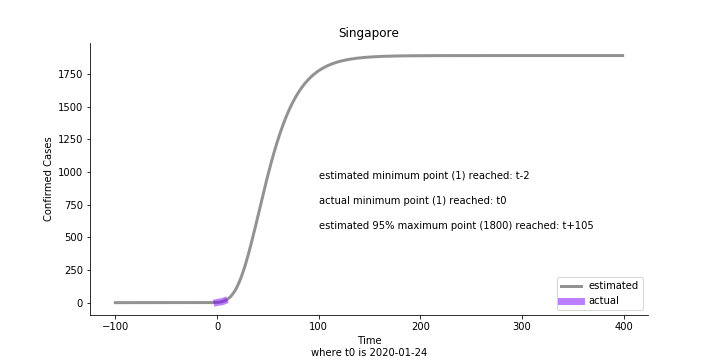 Singapore
Confirmed Cases
1750
1500
1250
1000
750
500
250
0
estimated minimum point (1) reached: t-2
actual minimum point (1) reached: t0
estimated 95% maximum point (1800) reached: t+105
estimated
actual
−100
0
100
200
300
400
Time
where t0 is 2020-01-24